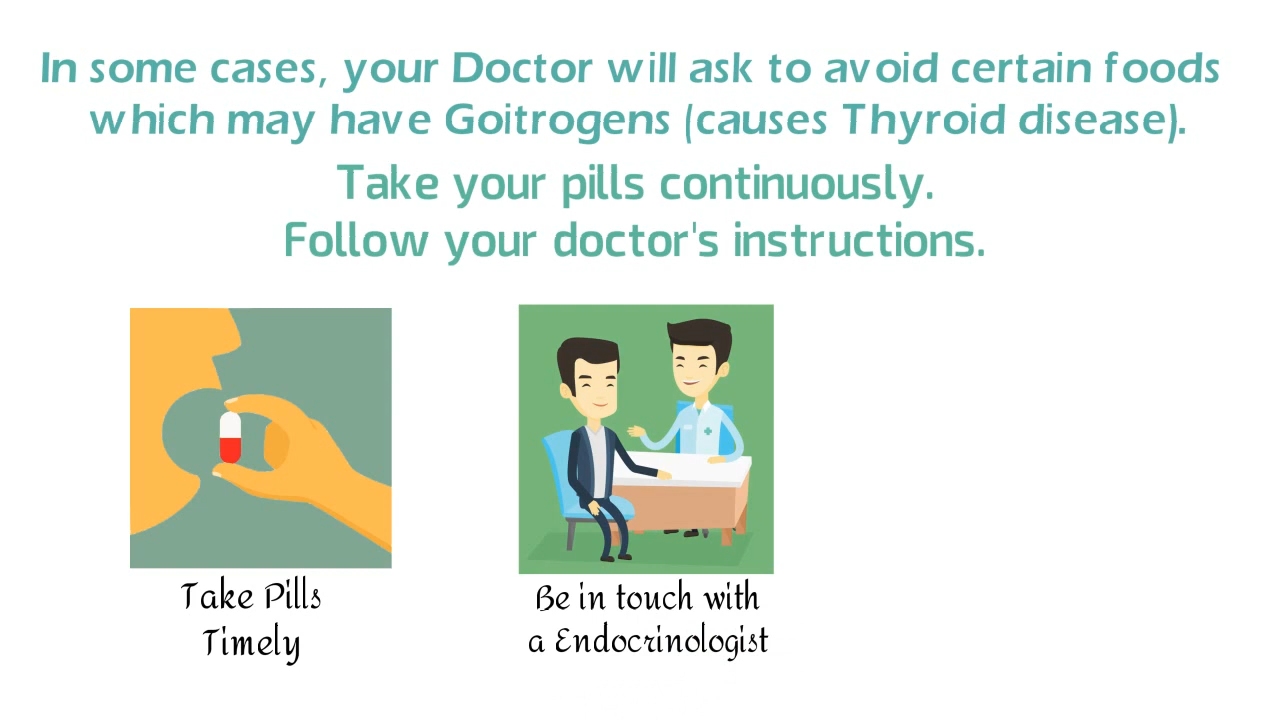 In some cases, your Doctor will ask to avoid certain foods
which may have Goitrogens (causes Thyroid disease).
Take your pills continuously.
Follow your doctor's instructions.
Take Pills
Timely
Be in touch with
a Endocrinologist